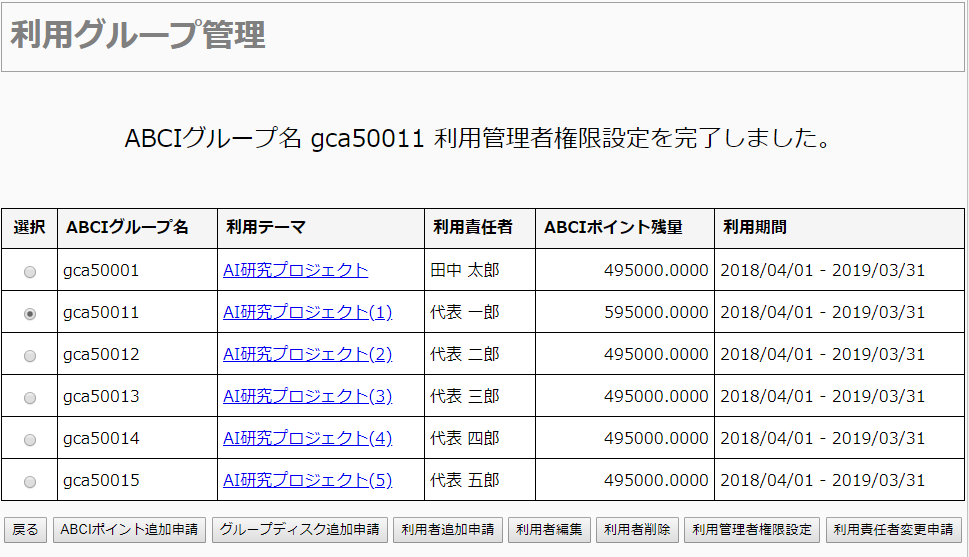 利用グループ管理
ABCIグループ名 gca50011 利用管理者権限設定を完了しました。
選択 ABCIグループ名 利用テーマ 利用責任者 ABCIポイント残量 利用期間
gca50001 AI研究プロジェクト 田中 太郎 495000.0000 2018/04/01 - 2019/03/31
gca50011 AI研究プロジェクト(1) 代表 一郎 595000.0000 2018/04/01 - 2019/03/31
gca50012 AI研究プロジェクト(2) 代表 二郎 495000.0000 2018/04/01 - 2019/03/31
gca50013 AI研究プロジェクト(3) 代表 三郎 495000.0000 2018/04/01 - 2019/03/31
gca50014 AI研究プロジェクト(4) 代表 四郎 495000.0000 2018/04/01 - 2019/03/31
gca50015 AI研究プロジェクト(5) 代表 五郎 495000.0000 2018/04/01 - 2019/03/31
戻る ABCIポイント追加申請 グループディスク追加申請 利用者追加申請 利用者編集 利用者削除 利用管理者権限設定 利用責任者変更申請